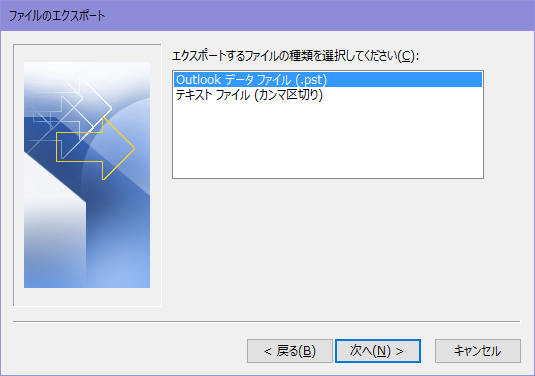 ファイルのエクスポート
エクスポートするファイルの種類を選択してください(C):
Outlook データ ファイル (.pst)
テキスト ファイル (カンマ区切り)
< 戻る(B)
次へ(N) >
キャンセル